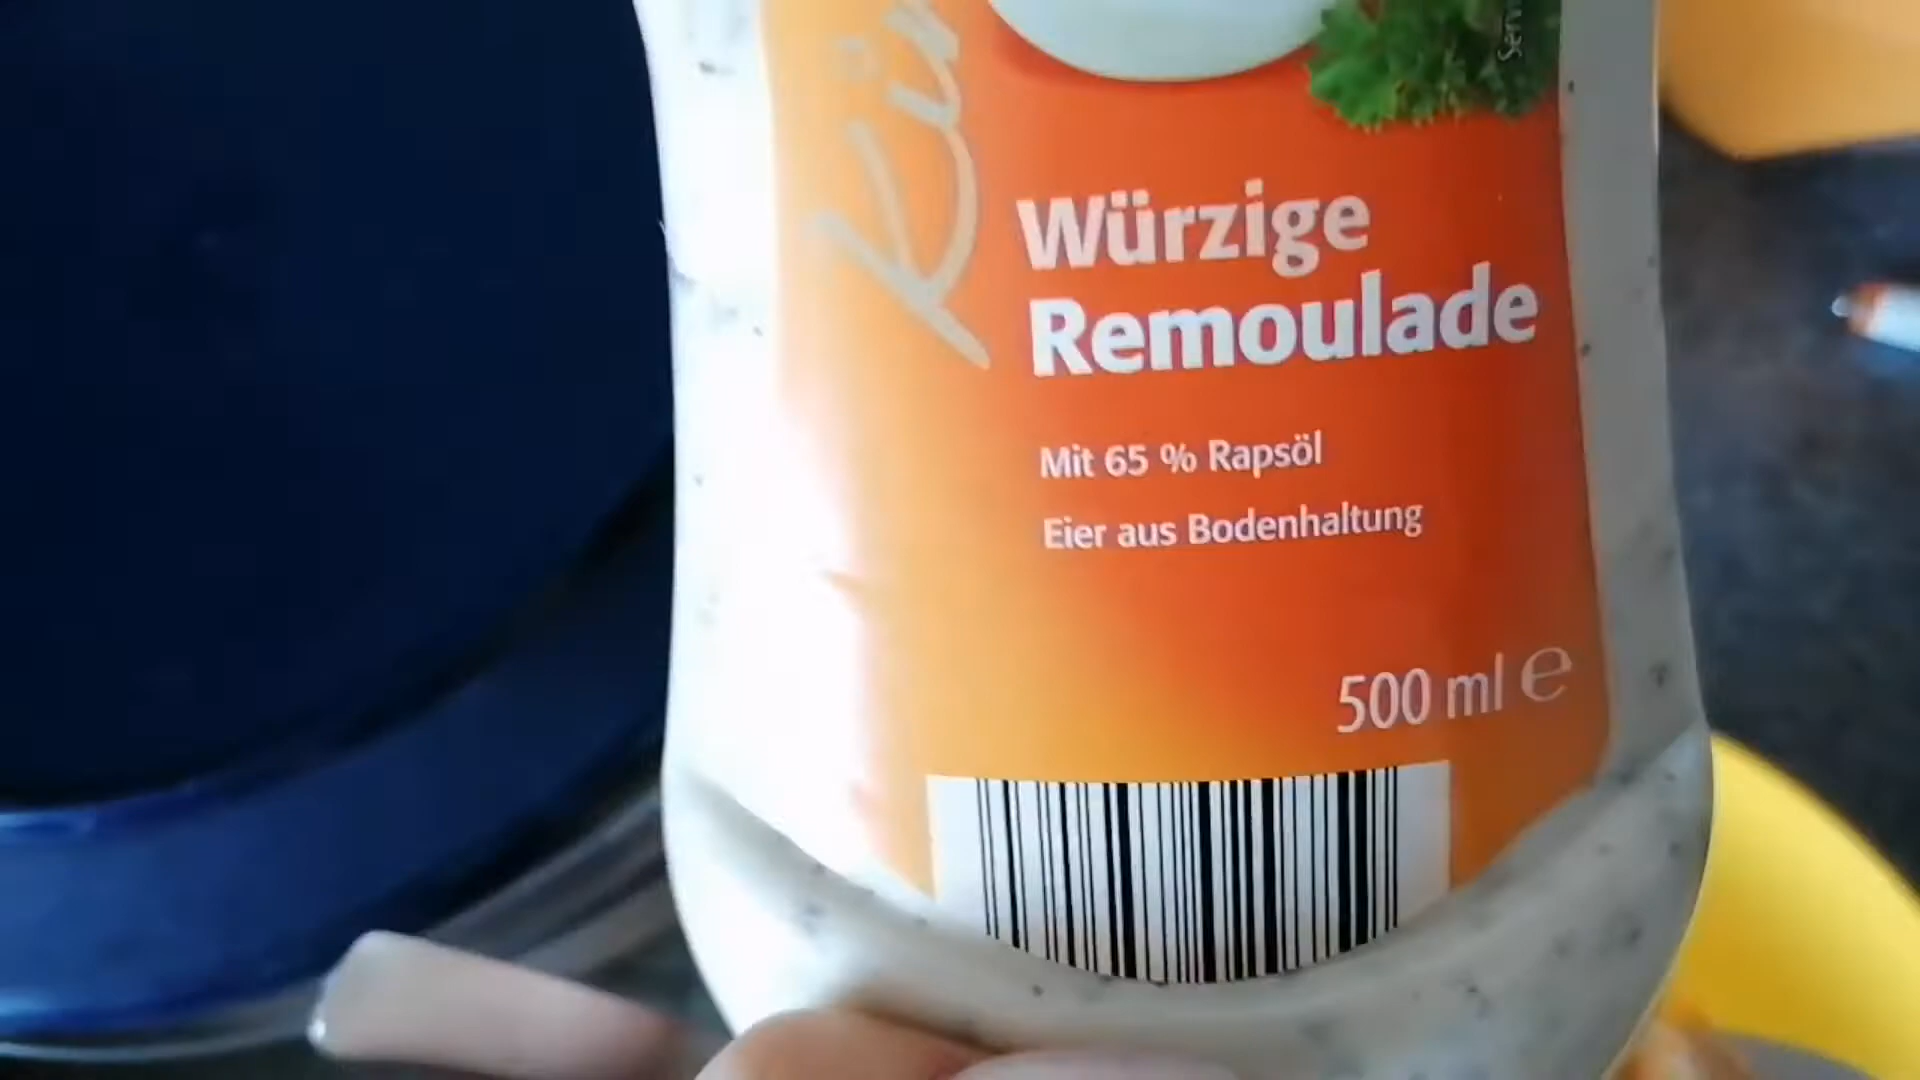 Würzige
Remoulade
Mit 65 % Rapsöl
Eier aus Bodenhaltung
500 ml ℮